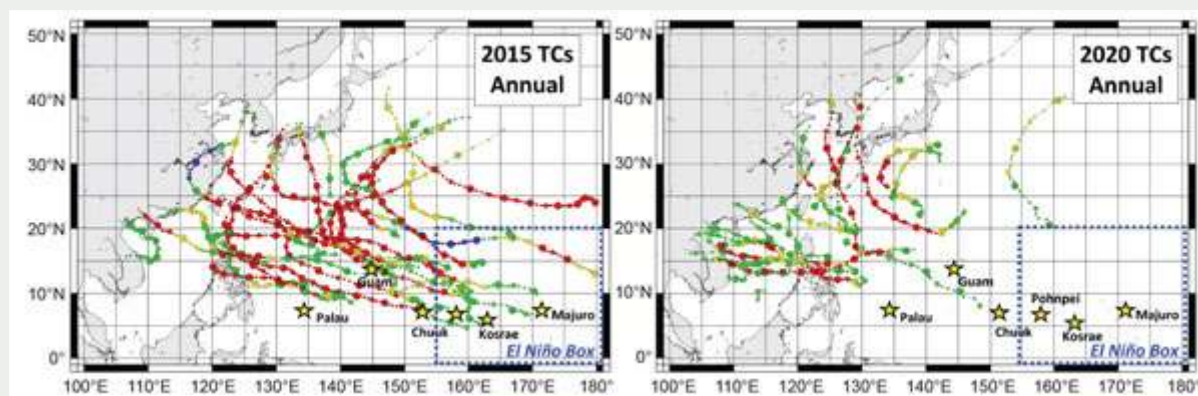 2015 TCs
Annual
50°N
40°N
30°N
20°N
10°N
0°
Guam
Palau
Chuuk
Kosrae
Majuro
El Niño Box
100°E 110°E 120°E 130°E 140°E 150°E 160°E 170°E 180°
2020 TCs
Annual
50°N
40°N
30°N
20°N
10°N
0°
Guam
Palau
Chuuk
Pohnpei
Kosrae
Majuro
El Niño Box
100°E 110°E 120°E 130°E 140°E 150°E 160°E 170°E 180°E